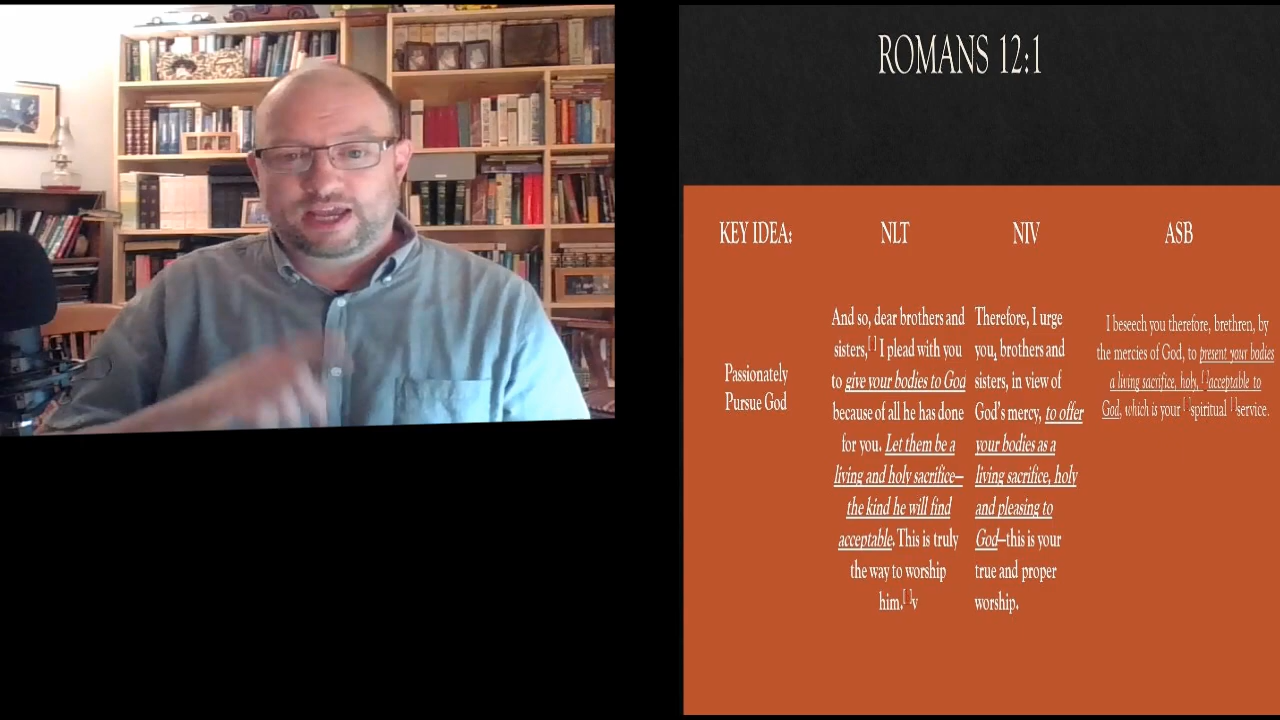 ROMANS 12:1
KEY IDEA:
NLT
NIV
ASB
Passionately
Pursue God
And so, dear brothers and
sisters,[ ] I plead with you
to give your bodies to God
because of all he has done
for you. Let them be a
living and holy sacrifice—
the kind he will find
acceptable. This is truly
the way to worship
him.[ ]v
Therefore, I urge
you, brothers and
sisters, in view of
God's mercy, to offer
your bodies as a
living sacrifice, holy
and pleasing to
God—this is your
true and proper
worship.
I beseech you therefore, brethren, by
the mercies of God, to present your bodies
a living sacrifice, holy, [ ]acceptable to
God, which is your [ ]spiritual [ ]service.